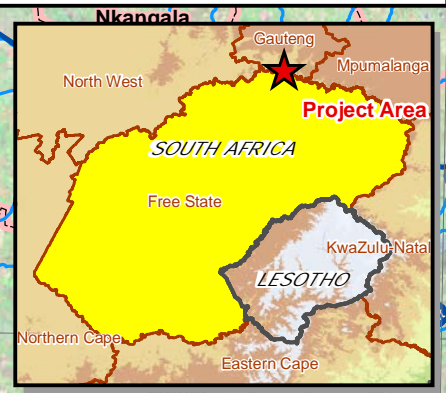 Nkangala
Gauteng
North West
Mpumalanga
Project Area
SOUTH AFRICA
Free State
KwaZulu-Natal
LESOTHO
Northern Cape
Eastern Cape